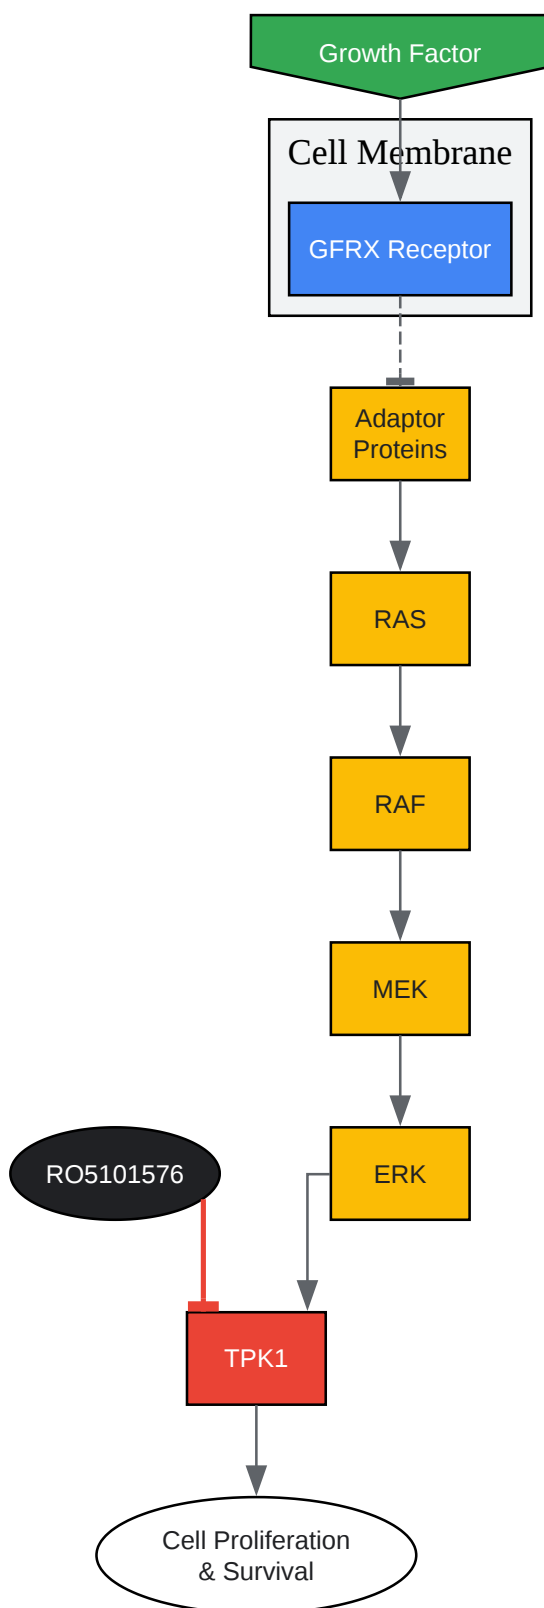 Growth Factor
Cell Membrane
GFRX Receptor
Adaptor
Proteins
RAS
RAF
MEK
RO5101576
ERK
TPK1
Cell Proliferation
& Survival